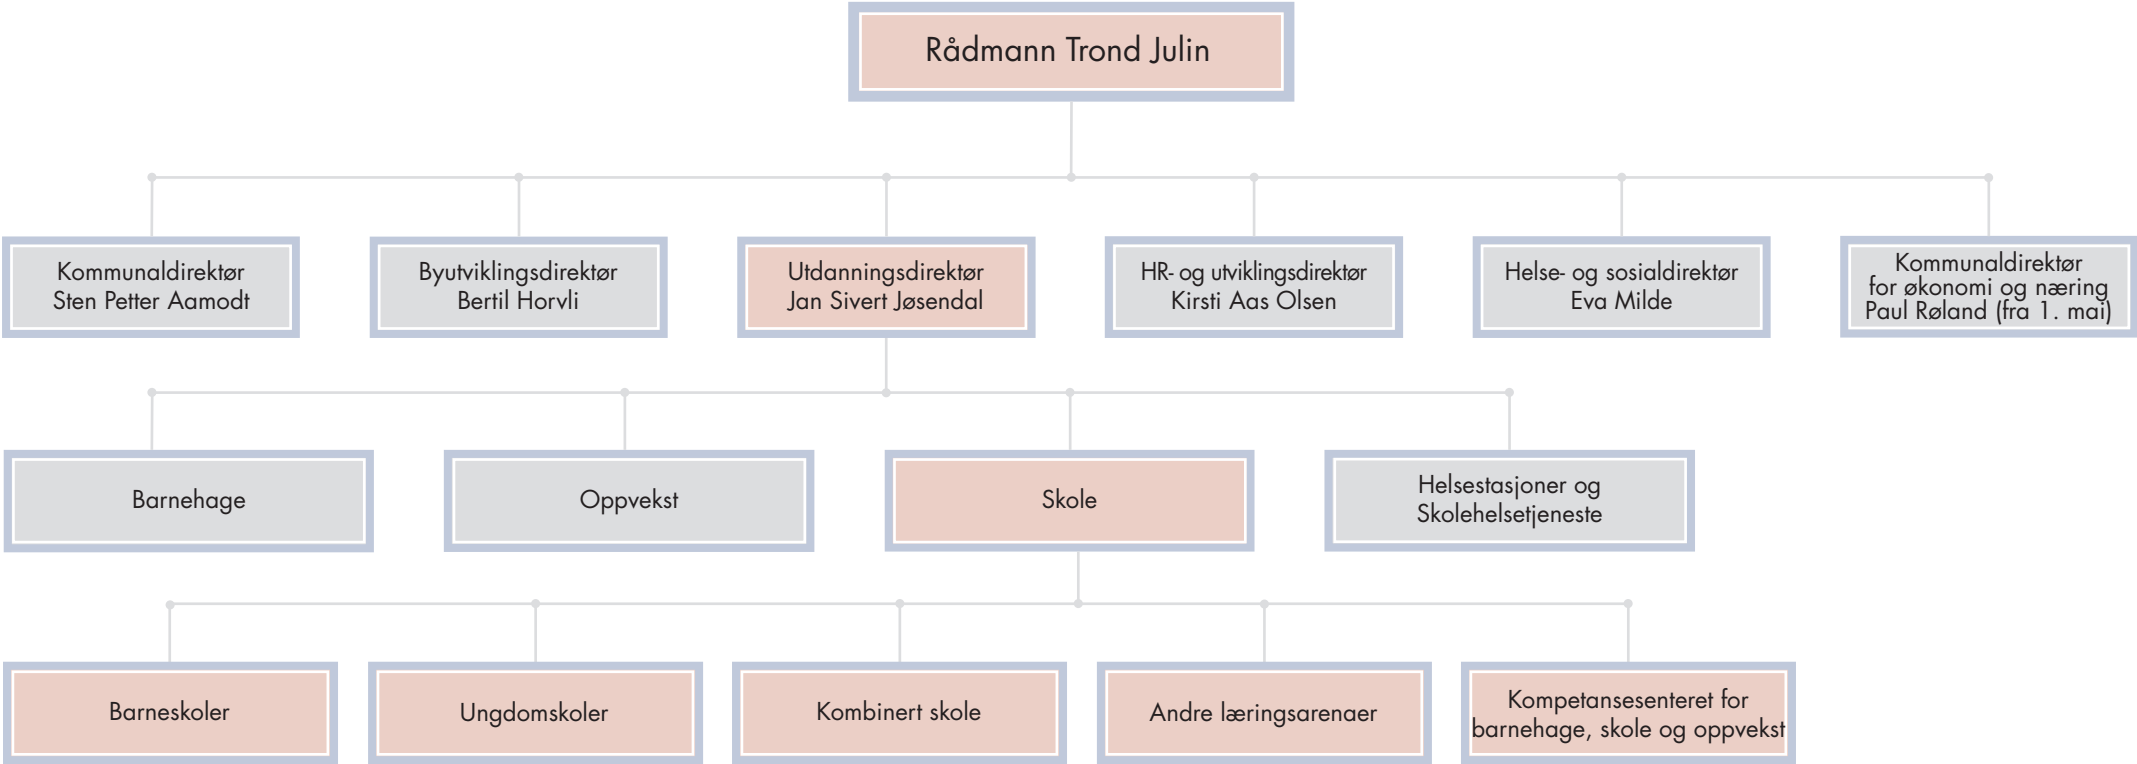 Rådmann Trond Julin
Kommunaldirektør
Sten Petter Aamodt
Byutviklingsdirektør
Bertil Horvli
Utdanningsdirektør
Jan Sivert Jøsendal
HR- og utviklingsdirektør
Kirsti Aas Olsen
Helse- og sosialdirektør
Eva Milde
Kommunaldirektør
for økonomi og næring
Paul Røland (fra 1. mai)
Barnehage
Oppvekst
Skole
Helsestasjoner og
Skolehelsetjeneste
Barneskoler
Ungdomskoler
Kombinert skole
Andre læringsarenaer
Kompetansesenteret for
barnehage, skole og oppvekst